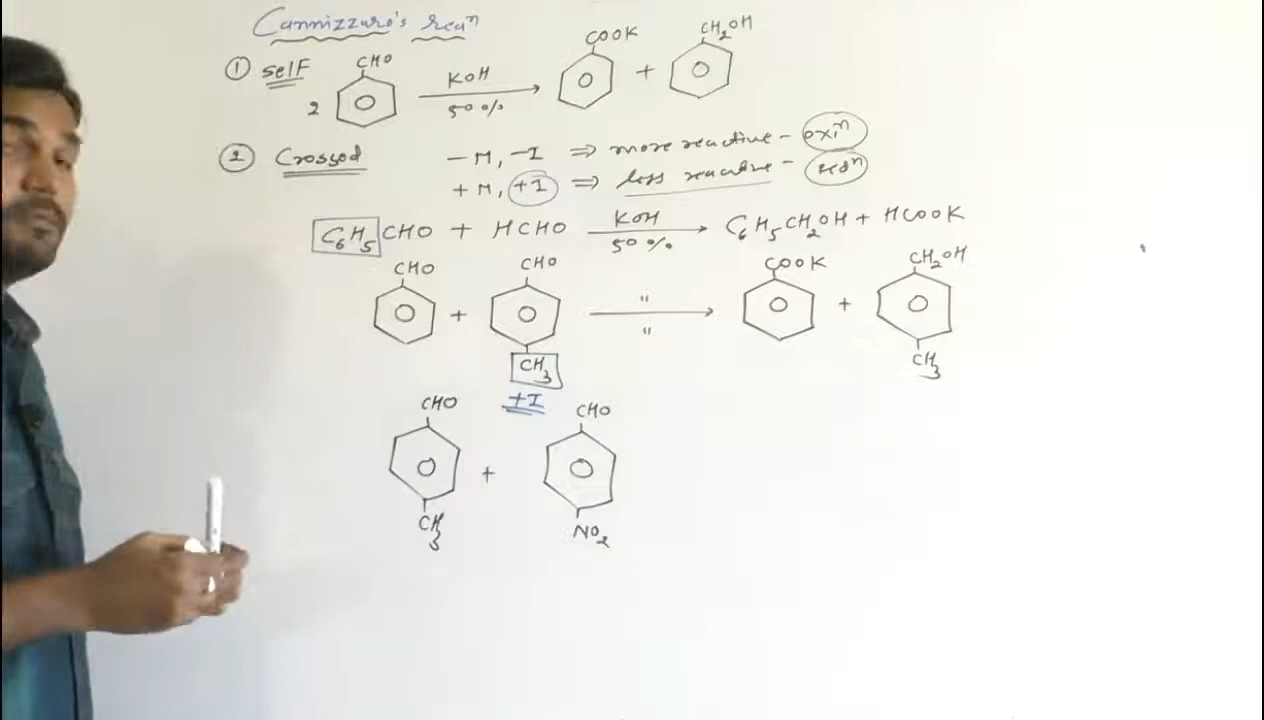 Cannizzaro's reaⁿ
① self 2 CHO KOH 50% COOK + CH₂OH
② Crossed -M, -I ⇒ more reactive - oxiⁿ
+M, +I ⇒ less reactive - redⁿ
C₆H₅CHO + HCHO KOH 50% → C₆H₅CH₂OH + HCOOK
CHO + CHO CH₃ " " → COOK + CH₂OH CH₃
+I
CHO CH₃ + CHO NO₂